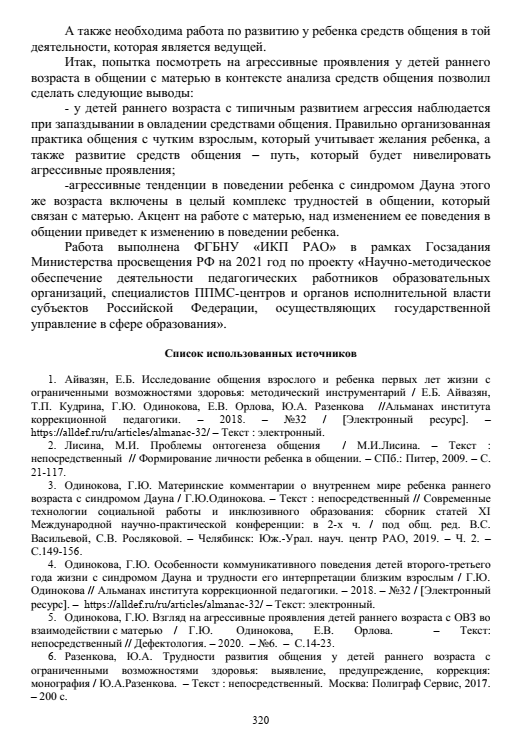 А также необходима работа по развитию у ребенка средств общения в той
деятельности, которая является ведущей.
Итак, попытка посмотреть на агрессивные проявления у детей раннего
возраста в общении с матерью в контексте анализа средств общения позволил
сделать следующие выводы:
- у детей раннего возраста с типичным развитием агрессия наблюдается
при запаздывании в овладении средствами общения. Правильно организованная
практика общения с чутким взрослым, который учитывает желания ребенка, а
также развитие средств общения – путь, который будет нивелировать
агрессивные проявления;
-агрессивные тенденции в поведении ребенка с синдромом Дауна этого
же возраста включены в целый комплекс трудностей в общении, который
связан с матерью. Акцент на работе с матерью, над изменением ее поведения в
общении приведет к изменению в поведении ребенка.
Работа выполнена ФГБНУ «ИКП РАО» в рамках Госзадания
Министерства просвещения РФ на 2021 год по проекту «Научно-методическое
обеспечение деятельности педагогических работников образовательных
организаций, специалистов ППМС-центров и органов исполнительной власти
субъектов Российской Федерации, осуществляющих государственной
управление в сфере образования».
Список использованных источников
1. Айвазян, Е.Б. Исследование общения взрослого и ребенка первых лет жизни с
ограниченными возможностями здоровья: методический инструментарий / Е.Б. Айвазян,
Т.П. Кудрина, Г.Ю. Одинокова, Е.В. Орлова, Ю.А. Разенкова //Альманах института
коррекционной педагогики. – 2018. – №32 / [Электронный ресурс]. –
https://alldef.ru/ru/articles/almanac-32/ – Текст : электронный.
2. Лисина, М.И. Проблемы онтогенеза общения / М.И.Лисина. – Текст :
непосредственный // Формирование личности ребенка в общении. – СПб.: Питер, 2009. – С.
21-117.
3. Одинокова, Г.Ю. Материнские комментарии о внутреннем мире ребенка раннего
возраста с синдромом Дауна / Г.Ю.Одинокова. – Текст : непосредственный // Современные
технологии социальной работы и инклюзивного образования: сборник статей XI
Международной научно-практической конференции: в 2-х ч. / под общ. ред. В.С.
Васильевой, С.В. Росляковой. – Челябинск: Юж.-Урал. науч. центр РАО, 2019. – Ч. 2. –
С.149-156.
4. Одинокова, Г.Ю. Особенности коммуникативного поведения детей второго-третьего
года жизни с синдромом Дауна и трудности его интерпретации близким взрослым / Г.Ю.
Одинокова // Альманах института коррекционной педагогики. – 2018. – №32 / [Электронный
ресурс]. – https://alldef.ru/ru/articles/almanac-32/ – Текст: электронный.
5. Одинокова, Г.Ю. Взгляд на агрессивные проявления детей раннего возраста с ОВЗ во
взаимодействии с матерью / Г.Ю. Одинокова, Е.В. Орлова. – Текст:
непосредственный // Дефектология. – 2020. – №6. – С.14-23.
6. Разенкова, Ю.А. Трудности развития общения у детей раннего возраста с
ограниченными возможностями здоровья: выявление, предупреждение, коррекция:
монография / Ю.А.Разенкова. – Текст : непосредственный. Москва: Полиграф Сервис, 2017.
– 200 с.
320